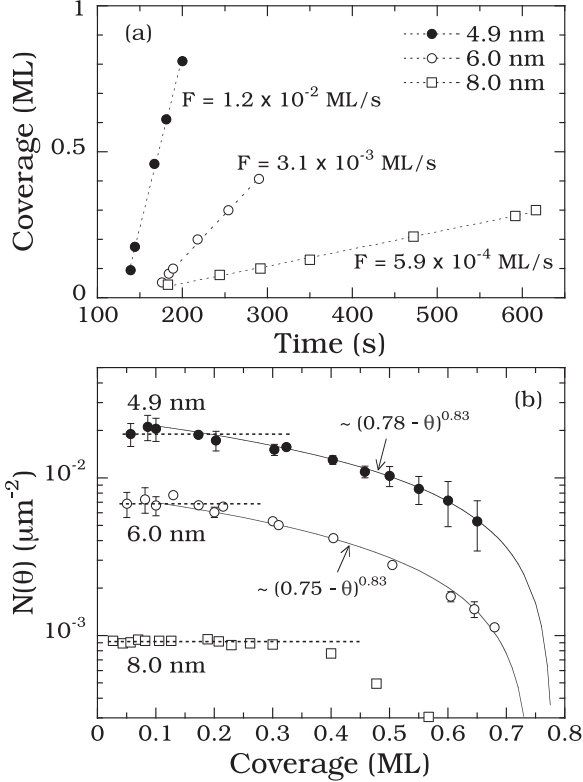 (a)
4.9 nm
6.0 nm
8.0 nm
F = 1.2 x 10^-2 ML/s
F = 3.1 x 10^-3 ML/s
F = 5.9 x 10^-4 ML/s
1
0.5
0
Coverage (ML)
100 200 300 400 500 600
Time (s)
(b)
4.9 nm
~ (0.78 - θ)^0.83
10^-2
6.0 nm
~ (0.75 - θ)^0.83
10^-3
8.0 nm
N(θ) (μm^-2)
0 0.1 0.2 0.3 0.4 0.5 0.6 0.7 0.8
Coverage (ML)